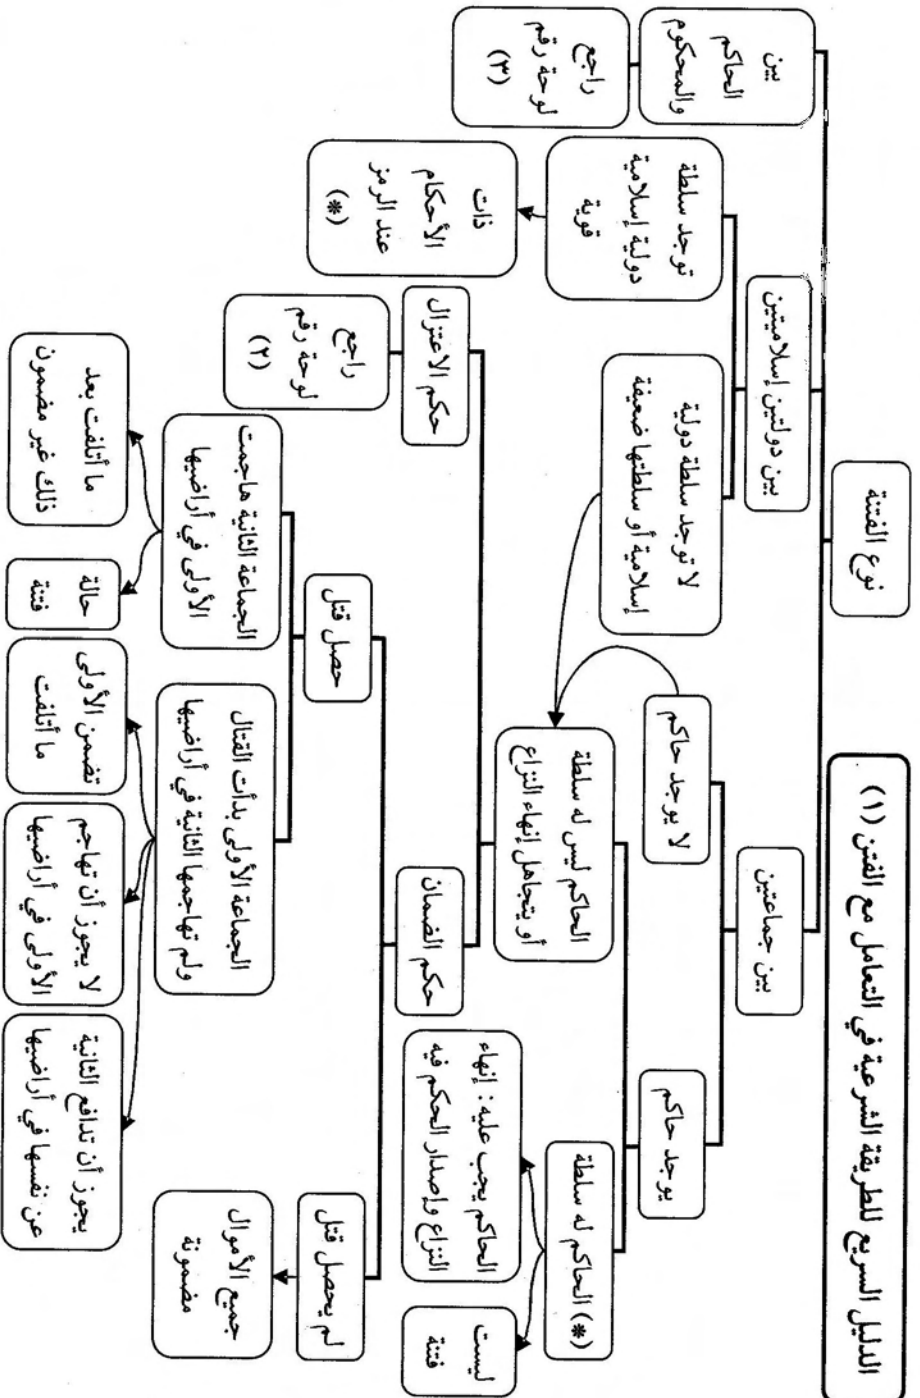 الدليل السريع للطريقة الشرعية في التعامل مع الفتن (١)
نوع الفتنة
بين جماعتين
بين دولتين إسلاميتين
بين
الحاكم
والمحكوم
راجع
لوحة رقم
(٣)
يوجد حاكم
لا يوجد حاكم
لا توجد سلطة دولية
إسلامية أو سلطتها ضعيفة
توجد سلطة
دولية إسلامية
قوية
ذات
الأحكام
عند الرمز
(*)
(*) الحاكم له سلطة
الحاكم ليس له سلطة
أو يتجاهل إنهاء النزاع
ليست
فتنة
الحاكم يجب عليه: إنهاء
النزاع وإصدار الحكم فيه
حكم الضمان
حكم الاعتزال
راجع
لوحة رقم
(٢)
لم يحصل قتل
حصل قتل
جميع الأموال
مضمونة
الجماعة الأولى بدأت القتال
ولم تهاجمها الثانية في أراضيها
الجماعة الثانية هاجمت
الأولى في أراضيها
يجوز أن تدافع الثانية
عن نفسها في أراضيها
لا يجوز أن تهاجم
الأولى في أراضيها
تضمن الأولى
ما أتلفت
حالة
فتنة
ما أتلفت بعد
ذلك غير مضمون